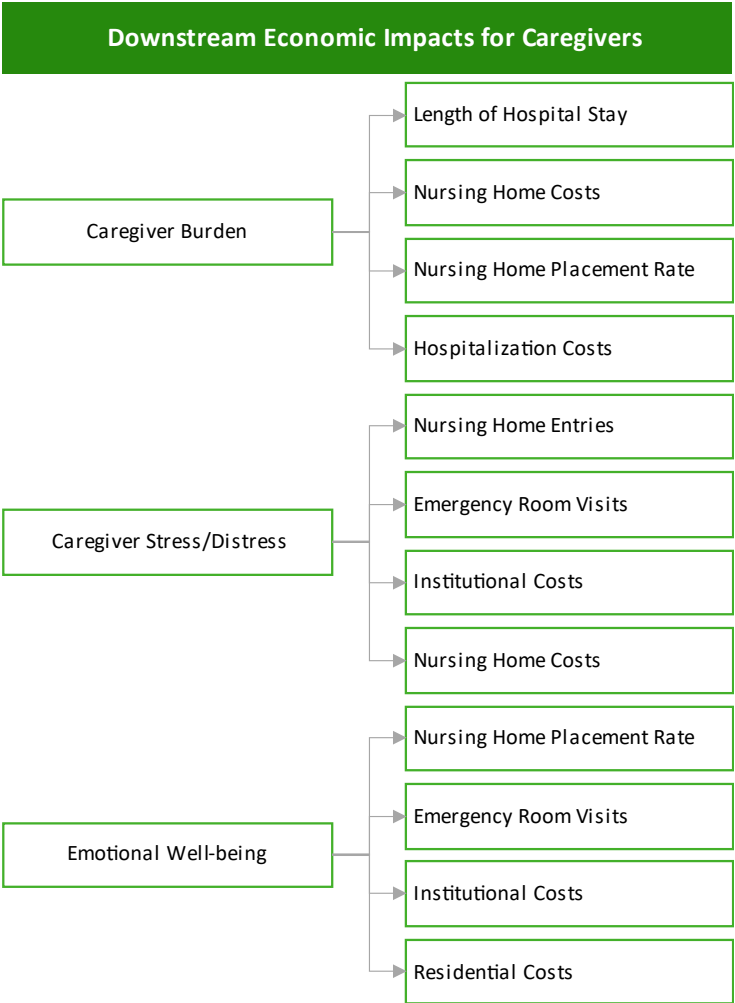 Downstream Economic Impacts for Caregivers
Caregiver Burden
Length of Hospital Stay
Nursing Home Costs
Nursing Home Placement Rate
Hospitalization Costs
Caregiver Stress/Distress
Nursing Home Entries
Emergency Room Visits
Institutional Costs
Nursing Home Costs
Emotional Well-being
Nursing Home Placement Rate
Emergency Room Visits
Institutional Costs
Residential Costs